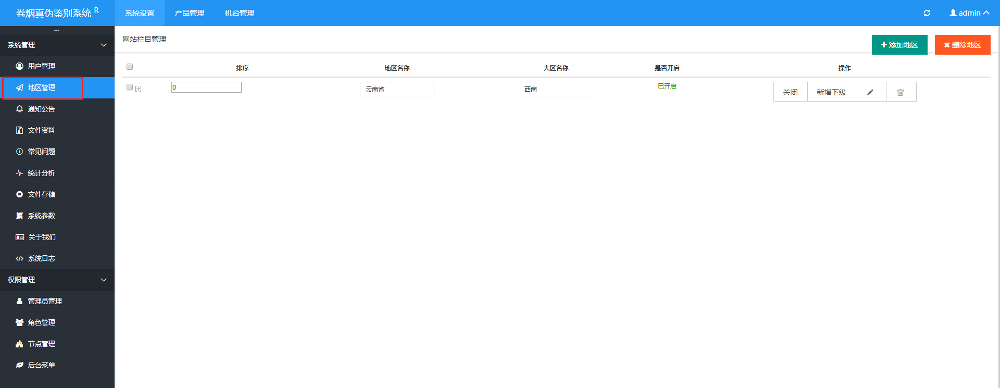 卷烟真伪鉴别系统 R
系统设置 产品管理 机台管理
admin
系统管理
用户管理
地区管理
通知公告
文件资料
常见问题
统计分析
文件存储
系统参数
关于我们
系统日志
权限管理
管理员管理
角色管理
节点管理
后台菜单
网站栏目管理
添加地区 删除地区
排序 地区名称 大区名称 是否开启 操作
[+] 0 云南省 西南 已开启 关闭 新增下级